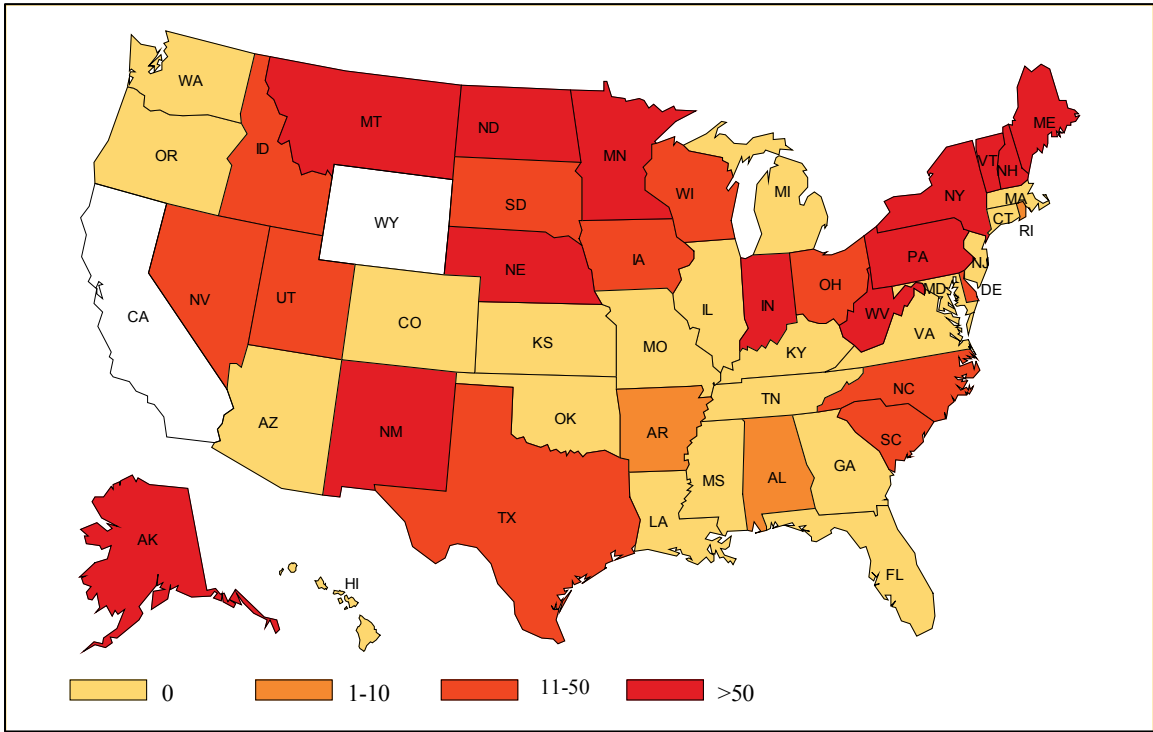 WA
MT
ND
ME
OR
ID
MN
VT
NH
WI
MI
NY
MA
SD
CT
RI
WY
PA
IA
NJ
NE
OH
MD
DE
NV
UT
IL
IN
WV
CA
CO
VA
KS
MO
KY
NC
TN
AZ
OK
NM
AR
SC
GA
MS
AL
TX
LA
AK
FL
HI
0
1-10
11-50
>50